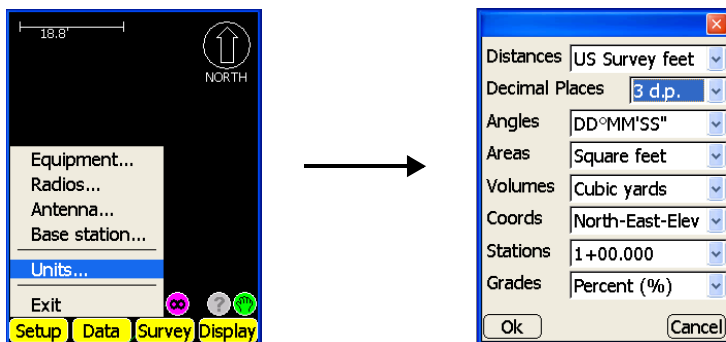 18.8'
NORTH
Equipment...
Radios...
Antenna...
Base station...
Units...
Exit
Setup Data Survey Display
Distances US Survey feet
Decimal Places 3 d.p.
Angles DD°MM'SS"
Areas Square feet
Volumes Cubic yards
Coords North-East-Elev
Stations 1+00.000
Grades Percent (%)
Ok Cancel